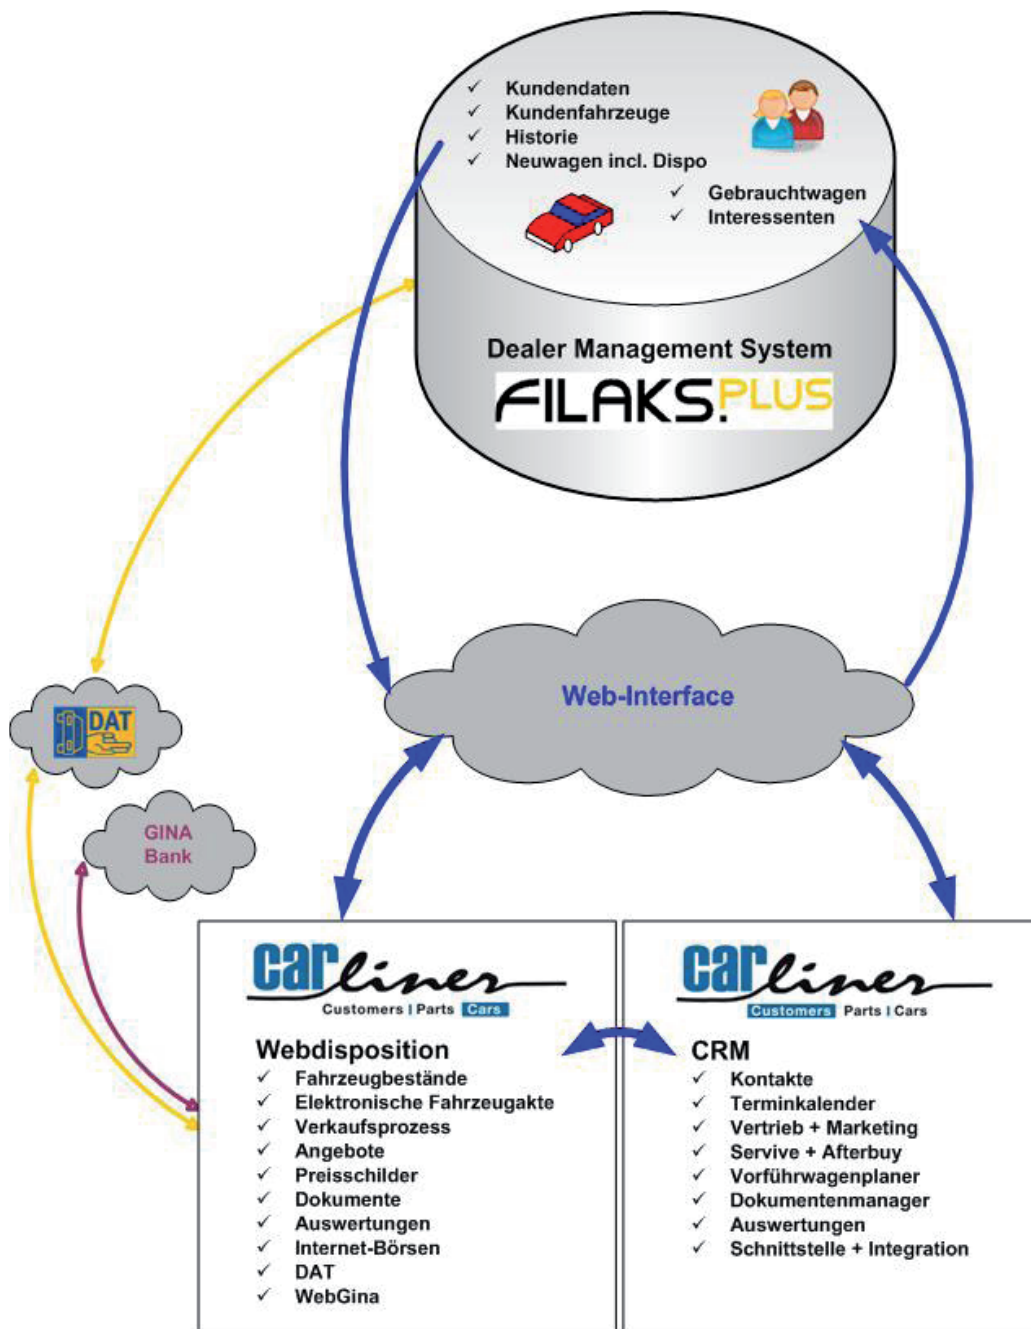 Kundendaten
Kundenfahrzeuge
Historie
Neuwagen incl. Dispo
Gebrauchtwagen
Interessenten
Dealer Management System
FILAKS.PLUS
Web-Interface
DAT
GINA
Bank
carliner
Customers | Parts Cars
Webdisposition
Fahrzeugbestände
Elektronische Fahrzeugakte
Verkaufsprozess
Angebote
Preisschilder
Dokumente
Auswertungen
Internet-Börsen
DAT
WebGina
carliner
Customers Parts | Cars
CRM
Kontakte
Terminkalender
Vertrieb + Marketing
Servive + Afterbuy
Vorführwagenplaner
Dokumentenmanager
Auswertungen
Schnittstelle + Integration